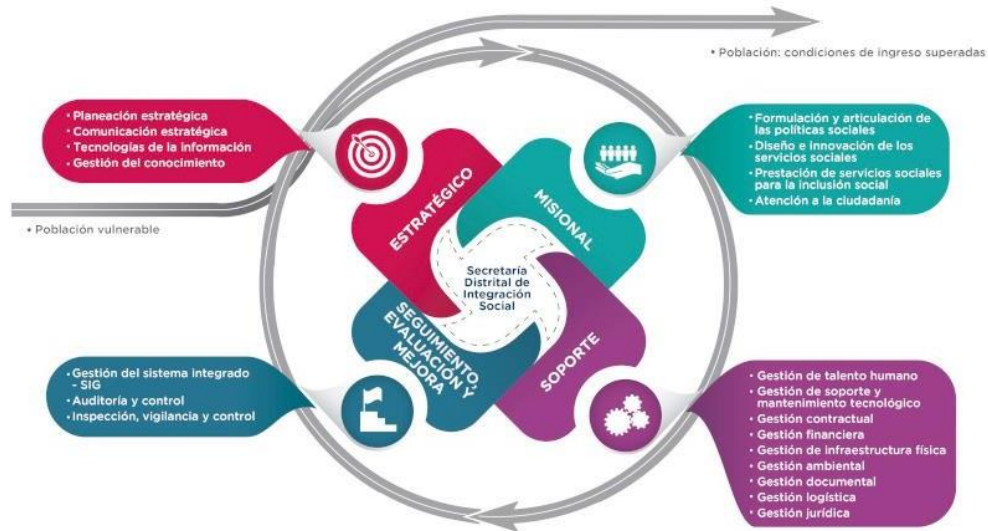 • Población: condiciones de ingreso superadas
• Planeación estratégica
• Comunicación estratégica
• Tecnologías de la información
• Gestión del conocimiento
• Formulación y articulación de
las políticas sociales
• Diseño e innovación de los
servicios sociales
• Prestación de servicios sociales
para la inclusión social
• Atención a la ciudadanía
• Población vulnerable
ESTRATÉGICO
MISIONAL
Secretaría
Distrital de
Integración
Social
SEGUIMIENTO,
EVALUACIÓN Y
MEJORA
SOPORTE
• Gestión del sistema integrado
- SIG
• Auditoría y control
• Inspección, vigilancia y control
• Gestión de talento humano
• Gestión de soporte y
mantenimiento tecnológico
• Gestión contractual
• Gestión financiera
• Gestión de infraestructura física
• Gestión ambiental
• Gestión documental
• Gestión logística
• Gestión jurídica